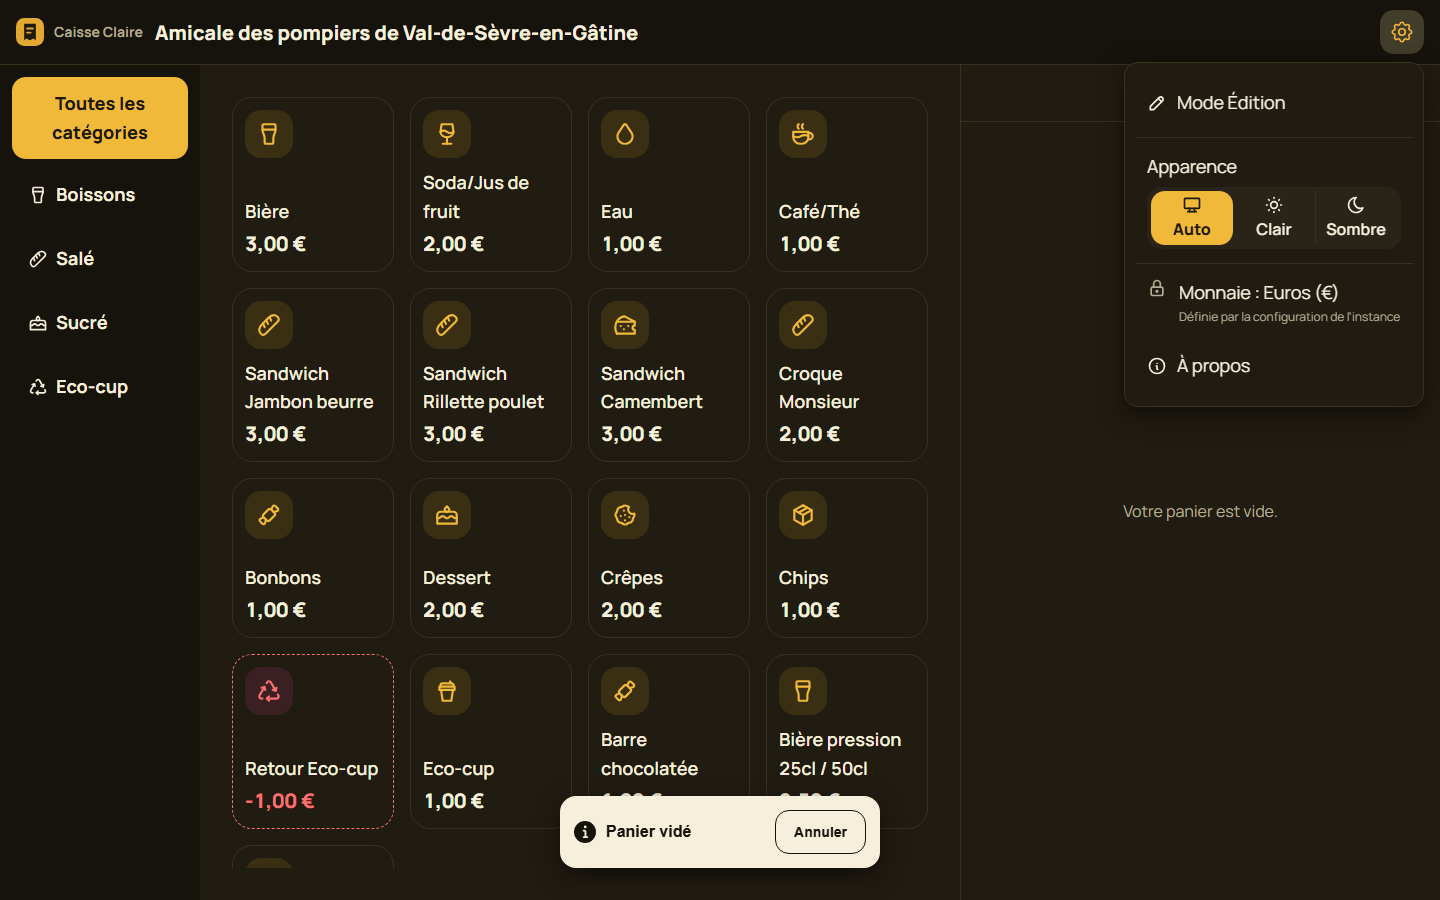 Caisse Claire
Amicale des pompiers de Val-de-Sèvre-en-Gâtine
Toutes les
catégories
Boissons
Salé
Sucré
Eco-cup
Bière
3,00 €
Soda/Jus de
fruit
2,00 €
Eau
1,00 €
Café/Thé
1,00 €
Sandwich
Jambon beurre
3,00 €
Sandwich
Rillette poulet
3,00 €
Sandwich
Camembert
3,00 €
Croque
Monsieur
2,00 €
Bonbons
1,00 €
Dessert
2,00 €
Crêpes
2,00 €
Chips
1,00 €
Retour Eco-cup
-1,00 €
Eco-cup
1,00 €
Barre
chocolatée
Bière pression
25cl / 50cl
Mode Édition
Apparence
Auto
Clair
Sombre
Monnaie : Euros (€)
Définie par la configuration de l'instance
À propos
Votre panier est vide.
Panier vidé
Annuler